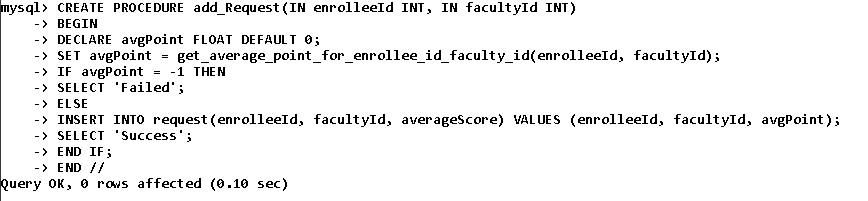 mysql> CREATE PROCEDURE add_Request(IN enrolleeId INT, IN facultyId INT)
-> BEGIN
-> DECLARE avgPoint FLOAT DEFAULT 0;
-> SET avgPoint = get_average_point_for_enrollee_id_faculty_id(enrolleeId, facultyId);
-> IF avgPoint = -1 THEN
-> SELECT 'Failed';
-> ELSE
-> INSERT INTO request(enrolleeId, facultyId, averageScore) VALUES (enrolleeId, facultyId, avgPoint);
-> SELECT 'Success';
-> END IF;
-> END //
Query OK, 0 rows affected (0.10 sec)